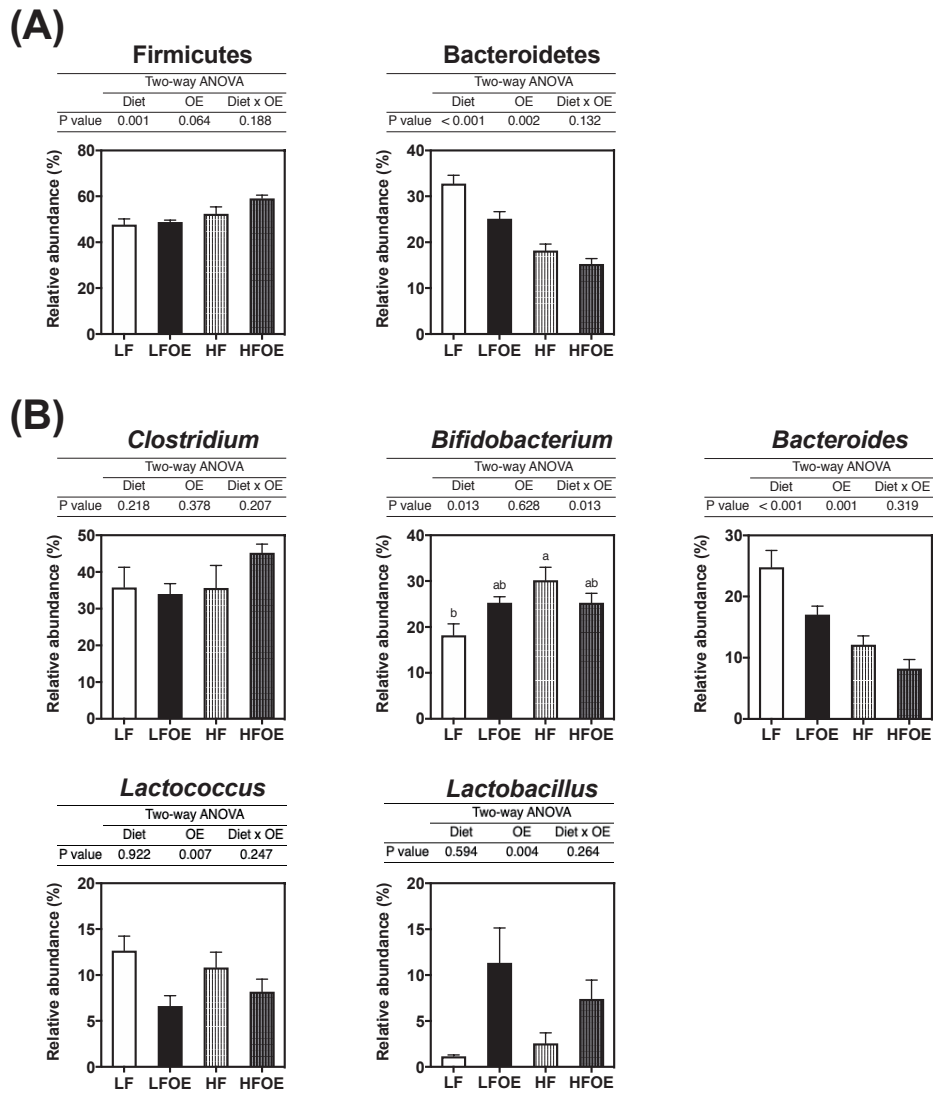 (A)
Firmicutes
Two-way ANOVA
Diet OE Diet x OE
P value 0.001 0.064 0.188
Relative abundance (%)
80
60
40
20
0
LF LFOE HF HFOE
Bacteroidetes
Two-way ANOVA
Diet OE Diet x OE
P value < 0.001 0.002 0.132
Relative abundance (%)
40
30
20
10
0
LF LFOE HF HFOE
(B)
Clostridium
Two-way ANOVA
Diet OE Diet x OE
P value 0.218 0.378 0.207
Relative abundance (%)
50
40
30
20
10
0
LF LFOE HF HFOE
Bifidobacterium
Two-way ANOVA
Diet OE Diet x OE
P value 0.013 0.628 0.013
Relative abundance (%)
40
30
20
10
0
b ab a ab
LF LFOE HF HFOE
Bacteroides
Two-way ANOVA
Diet OE Diet x OE
P value < 0.001 0.001 0.319
Relative abundance (%)
30
20
10
0
LF LFOE HF HFOE
Lactococcus
Two-way ANOVA
Diet OE Diet x OE
P value 0.922 0.007 0.247
Relative abundance (%)
20
15
10
5
0
LF LFOE HF HFOE
Lactobacillus
Two-way ANOVA
Diet OE Diet x OE
P value 0.594 0.004 0.264
Relative abundance (%)
20
15
10
5
0
LF LFOE HF HFOE